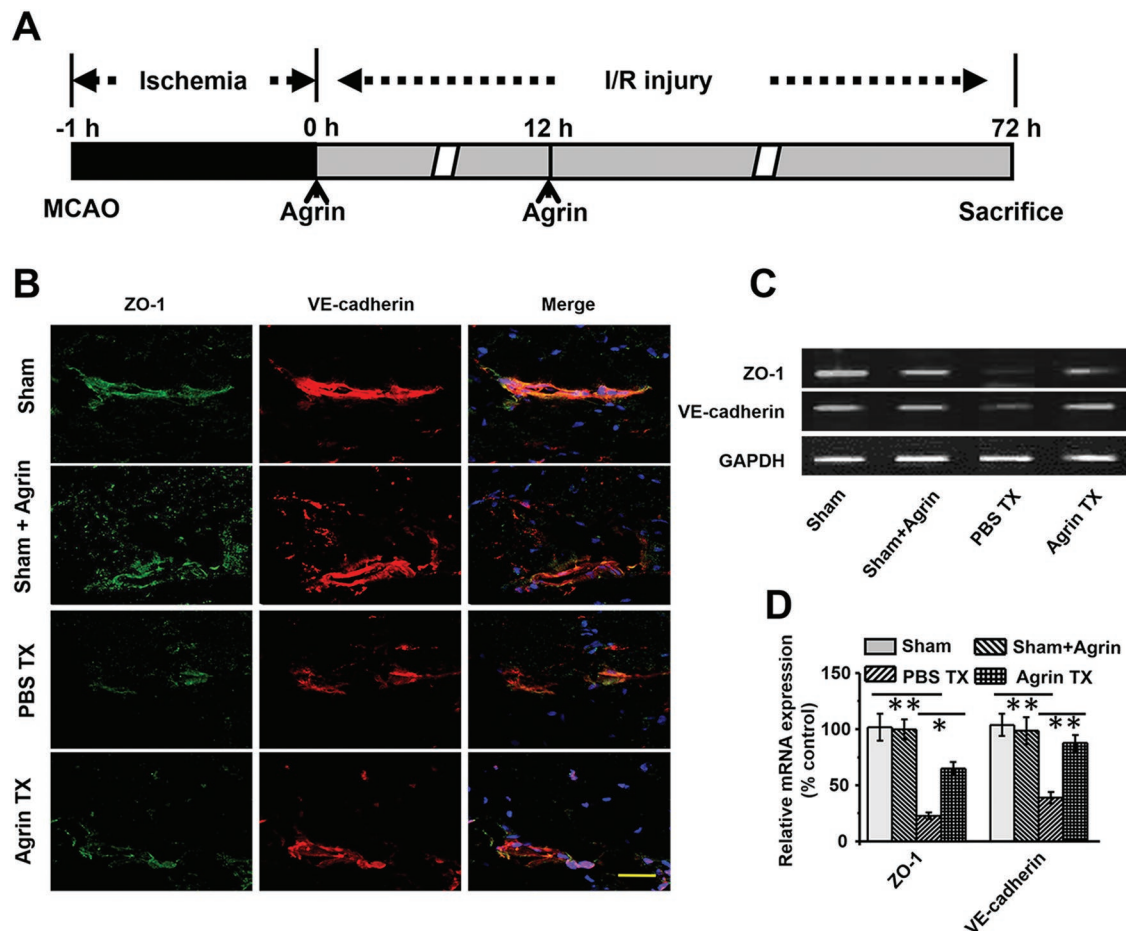 A
Ischemia
I/R injury
-1 h
0 h
12 h
72 h
MCAO
Agrin
Agrin
Sacrifice
B
ZO-1
VE-cadherin
Merge
Sham
Sham + Agrin
PBS TX
Agrin TX
C
ZO-1
VE-cadherin
GAPDH
Sham
Sham+Agrin
PBS TX
Agrin TX
D
Sham
Sham+Agrin
PBS TX
Agrin TX
Relative mRNA expression
(% control)
150
100
50
0
**
*
**
**
ZO-1
VE-cadherin